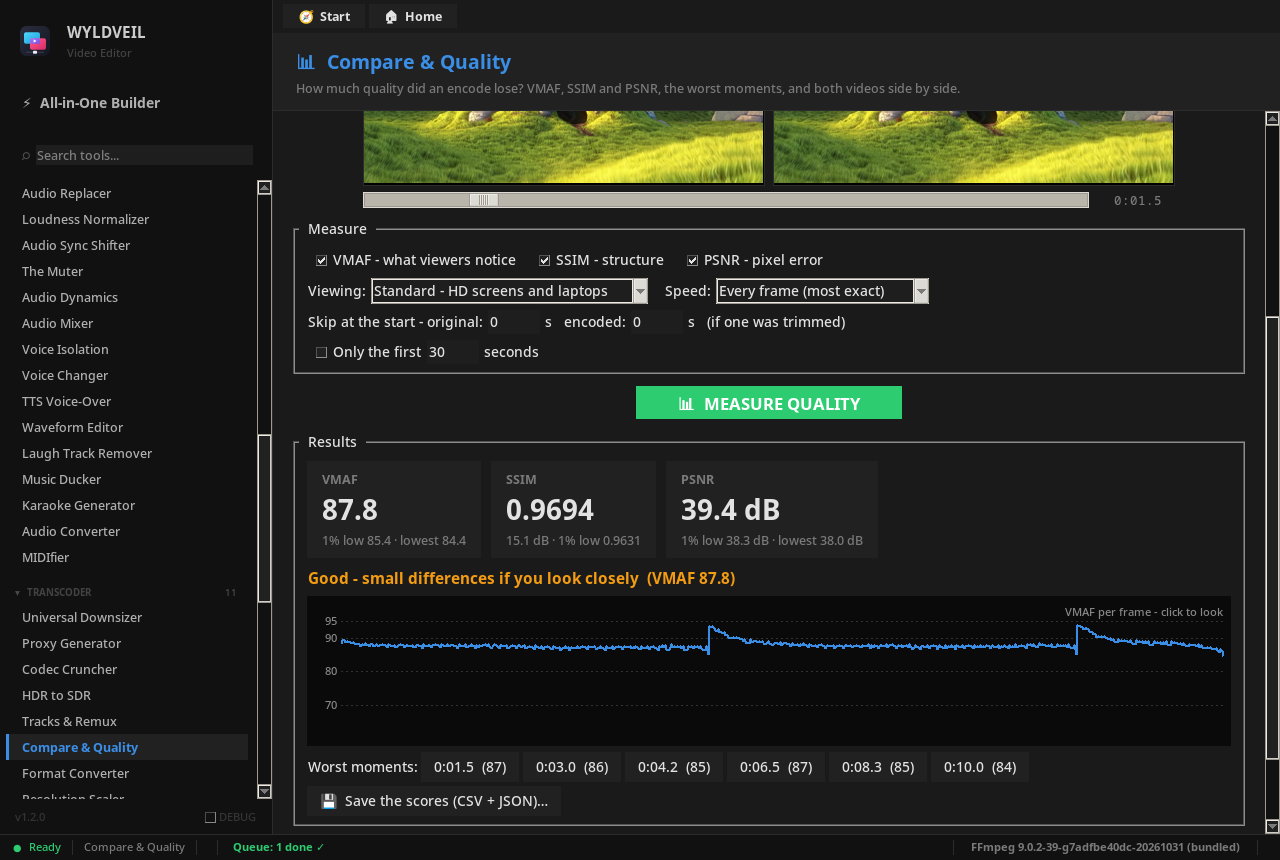 WYLDVEIL
Video Editor
⚡ All-in-One Builder
Search tools...
Audio Replacer
Loudness Normalizer
Audio Sync Shifter
The Muter
Audio Dynamics
Audio Mixer
Voice Isolation
Voice Changer
TTS Voice-Over
Waveform Editor
Laugh Track Remover
Music Ducker
Karaoke Generator
Audio Converter
MIDIfier
▾ TRANSCODER 11
Universal Downsizer
Proxy Generator
Codec Cruncher
HDR to SDR
Tracks & Remux
Compare & Quality
Format Converter
Resolution Scaler
v1.2.0 DEBUG
Start Home
Compare & Quality
How much quality did an encode lose? VMAF, SSIM and PSNR, the worst moments, and both videos side by side.
0:01.5
Measure
VMAF - what viewers notice SSIM - structure PSNR - pixel error
Viewing: Standard - HD screens and laptops Speed: Every frame (most exact)
Skip at the start - original: 0 s encoded: 0 s (if one was trimmed)
Only the first 30 seconds
MEASURE QUALITY
Results
VMAF
87.8
1% low 85.4 · lowest 84.4
SSIM
0.9694
15.1 dB · 1% low 0.9631
PSNR
39.4 dB
1% low 38.3 dB · lowest 38.0 dB
Good - small differences if you look closely (VMAF 87.8)
VMAF per frame - click to look
95
90
80
70
Worst moments: 0:01.5 (87) 0:03.0 (86) 0:04.2 (85) 0:06.5 (87) 0:08.3 (85) 0:10.0 (84)
Save the scores (CSV + JSON)...
● Ready Compare & Quality Queue: 1 done ✓ FFmpeg 9.0.2-39-g7adfbe40dc-20261031 (bundled)